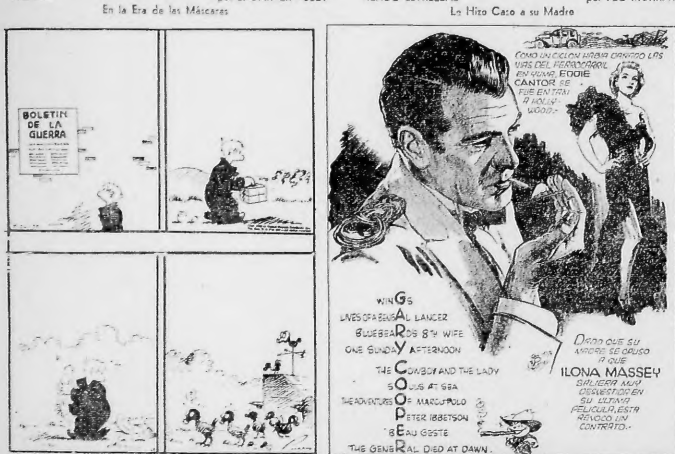 En la Era de las Máscaras
Le Hizo Caso a su Madre
BOLETIN
DE LA
GUERRA
COMO UN CICLON HABIA DAÑADO LAS
VIAS DEL FERROCARRIL
EN YUMA, EDDIE
CANTOR SE
FUE EN TAXI
A HOLLY-
WOOD.-
WINGS
LIVES OF A BENGAL LANCER
BLUEBEARDS 8TH WIFE
ONE SUNDAY AFTERNOON
THE COWBOY AND THE LADY
SOULS AT SEA
THE ADVENTURES OF MARCO POLO
PETER IBBETSON
BEAU GESTE
THE GENERAL DIED AT DAWN.
DADO QUE SU
MADRE SE OPUSO
A QUE
ILONA MASSEY
SALIERA MUY
DESVESTIDA EN
SU ULTIMA
PELICULA, ESTA
REVOCO UN
CONTRATO.-